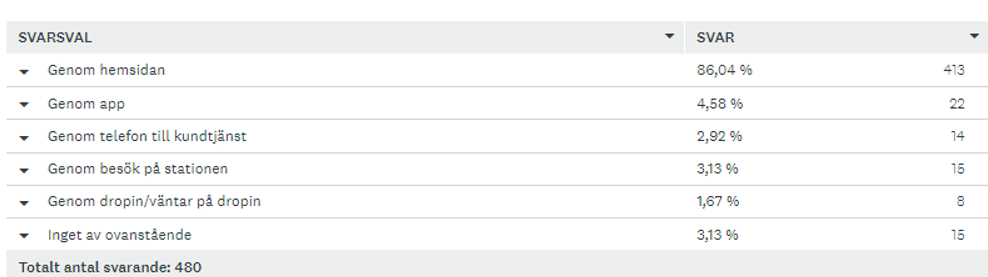 SVARSVAL SVAR
Genom hemsidan 86,04 % 413
Genom app 4,58 % 22
Genom telefon till kundtjänst 2,92 % 14
Genom besök på stationen 3,13 % 15
Genom dropin/väntar på dropin 1,67 % 8
Inget av ovanstående 3,13 % 15
Totalt antal svarande: 480